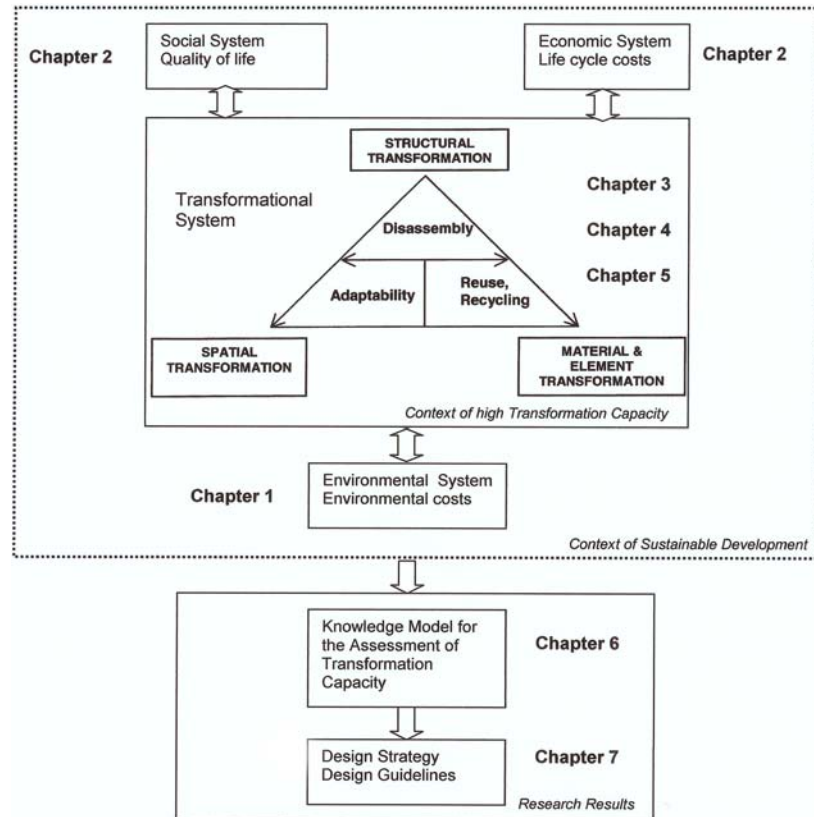 Chapter 2
Social System
Quality of life
Economic System
Life cycle costs
Chapter 2
STRUCTURAL
TRANSFORMATION
Transformational
System
Chapter 3
Disassembly
Chapter 4
Adaptability
Reuse,
Recycling
Chapter 5
SPATIAL
TRANSFORMATION
MATERIAL &
ELEMENT
TRANSFORMATION
Context of high Transformation Capacity
Chapter 1
Environmental System
Environmental costs
Context of Sustainable Development
Knowledge Model for
the Assessment of
Transformation
Capacity
Chapter 6
Design Strategy
Design Guidelines
Chapter 7
Research Results